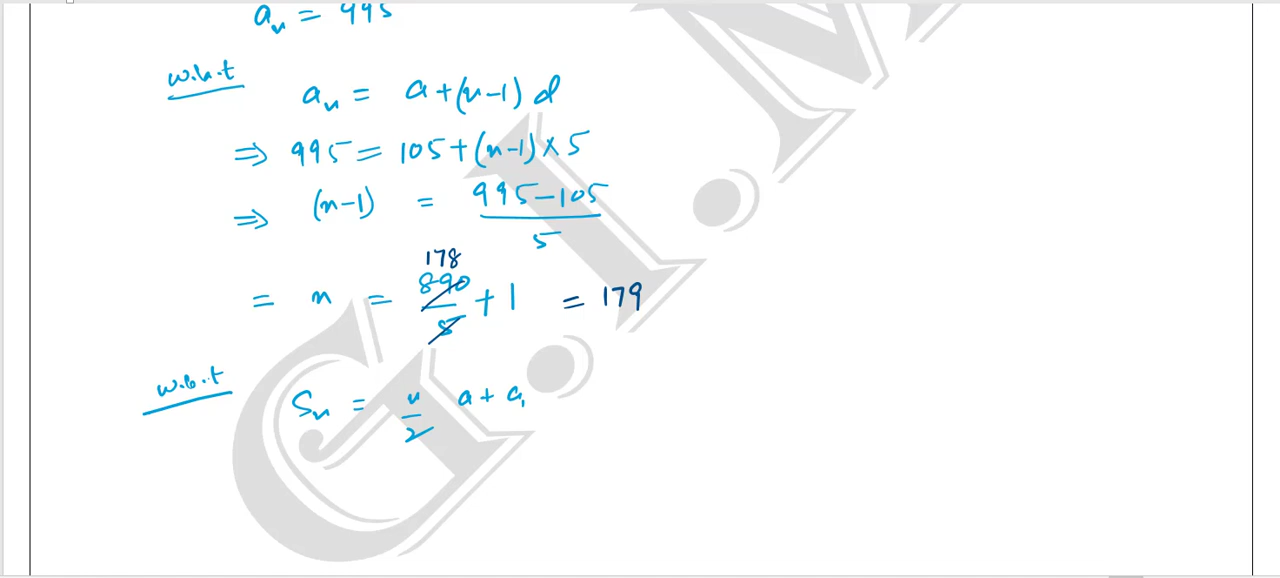 aₙ = 995
w.k.t
aₙ = a+(n-1) d
⇒ 995 = 105+(n-1)×5
⇒ (n-1) = 995-105/5
178
= n = 890/5 + 1 = 179
w.k.t
Sₙ = n/2 a+a
G.I.M.